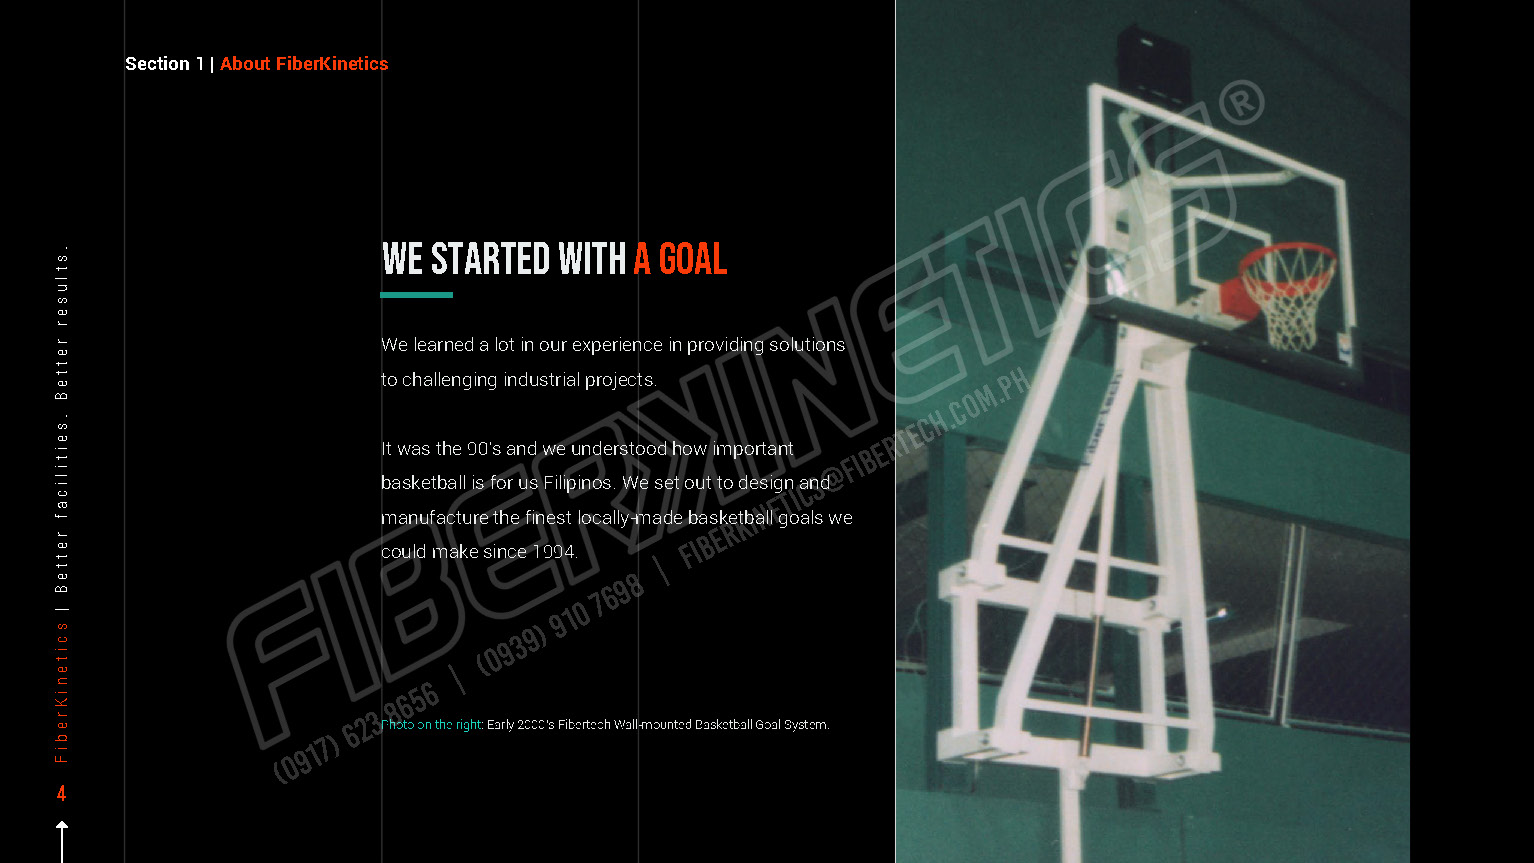 Section 1 | About FiberKinetics
WE STARTED WITH A GOAL
We learned a lot in our experience in providing solutions
to challenging industrial projects.
It was the 90's and we understood how important
basketball is for us Filipinos. We set out to design and
manufacture the finest locally-made basketball goals we
could make since 1994.
Photo on the right: Early 2000's Fibertech Wall-mounted Basketball Goal System.
FiberKinetics | Better facilities. Better results.
4
FIBERKINETICS®
(0917) 623 8656 | (0939) 910 7698 | FIBERKINETICS@FIBERTECH.COM.PH
Fibertech